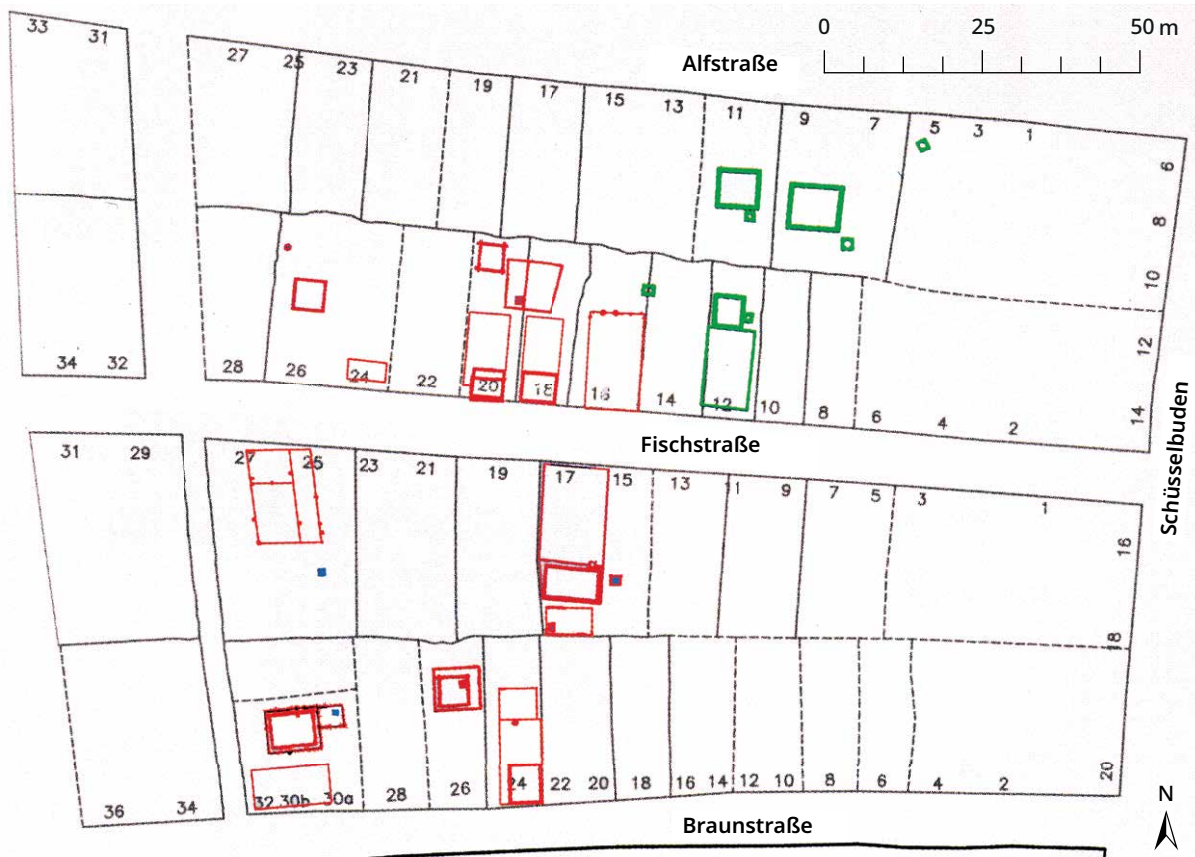 0 25 50 m
Alfstraße
33 31 27 25 23 21 19 17 15 13 11 9 7 5 3 1
6
8
10
12
14
34 32 28 26 24 22 20 18 16 14 12 10 8 6 4 2
Fischstraße
Schüsselbuden
31 29 27 25 23 21 19 17 15 13 11 9 7 5 3 1
16
18
20
36 34 32 30b 30a 28 26 24 22 20 18 16 14 12 10 8 6 4 2
Braunstraße
N